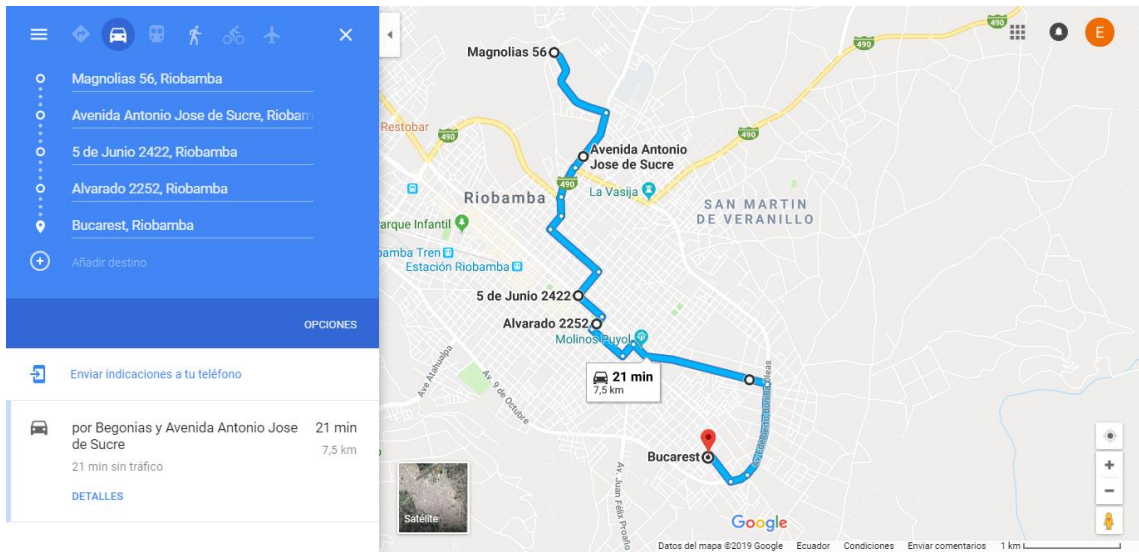 Magnolias 56, Riobamba
Avenida Antonio Jose de Sucre, Riobam
5 de Junio 2422, Riobamba
Alvarado 2252, Riobamba
Bucarest, Riobamba
Añadir destino
OPCIONES
Enviar indicaciones a tu teléfono
por Begonias y Avenida Antonio Jose 21 min
de Sucre 7,5 km
21 min sin tráfico
DETALLES
490
E
Magnolias 56
490
Restobar
490
490
Avenida Antonio
Jose de Sucre
490
La Vasija
Riobamba
SAN MARTIN
DE VERANILLO
arque Infantil
bamba Tren
Estación Riobamba
5 de Junio 2422
Alvarado 2252
Molinos Puyol
Ave Atahualpa
Av. 9 de Octubre
21 min
7,5 km
Av. Edelberto Bonilla Oleas
Bucarest
Av. Juan Félix Proaño
Satélite
Google
Datos del mapa ©2019 Google Ecuador Condiciones Enviar comentarios 1 km